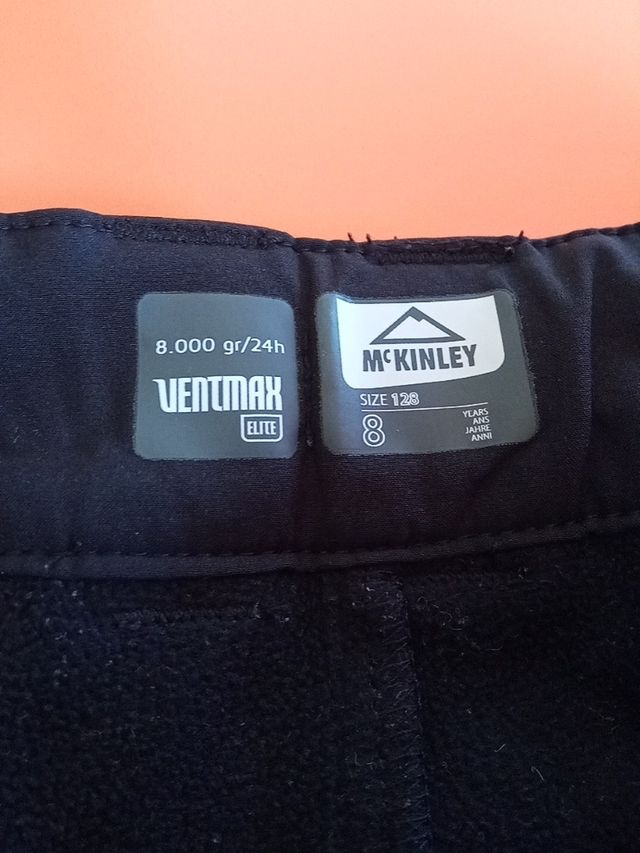 8.000 gr/24h
VENTMAX
ELITE
McKINLEY
SIZE 128
8
YEARS
ANS
JAHRE
ANNI